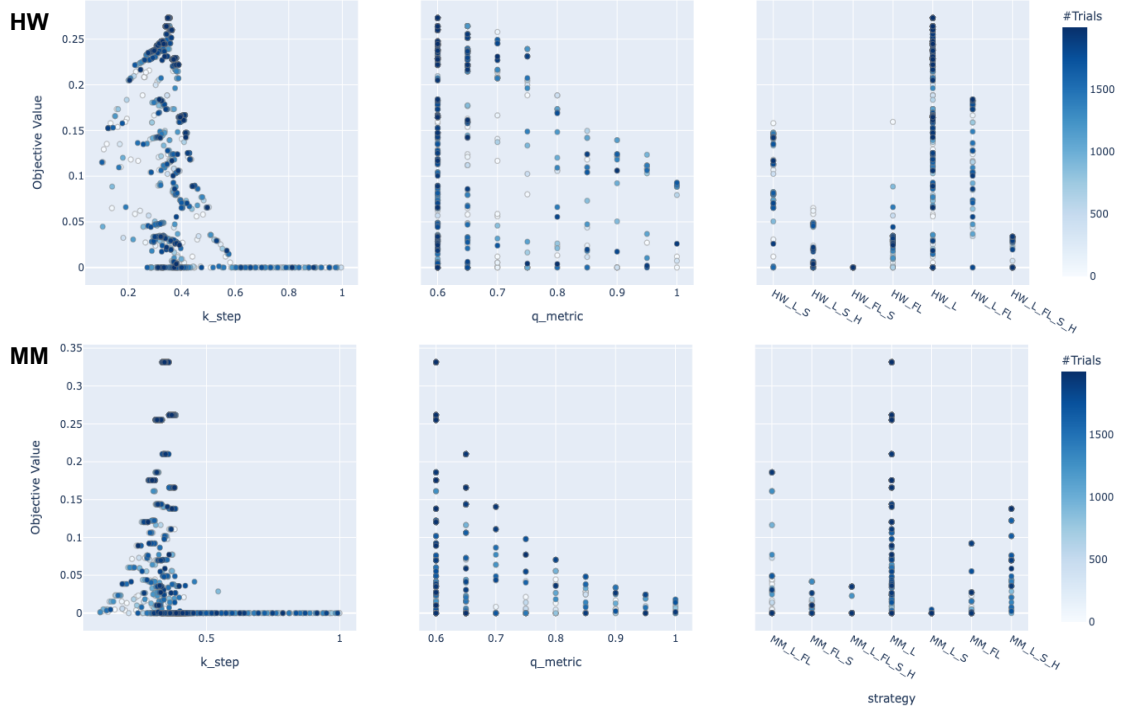 HW
Objective Value
0.25
0.2
0.15
0.1
0.05
0
0.2 0.4 0.6 0.8 1
k_step
0.6 0.7 0.8 0.9 1
q_metric
HW_L_S
HW_L_S_H
HW_FL_S
HW_FL
HW_L
HW_L_FL
HW_L_FL_S_H
#Trials
1500
1000
500
0
MM
Objective Value
0.35
0.3
0.25
0.2
0.15
0.1
0.05
0
0.5 1
k_step
0.6 0.7 0.8 0.9 1
q_metric
MM_L_FL
MM_FL_S
MM_L_FL_S_H
MM_L
MM_L_S
MM_FL
MM_L_S_H
strategy
#Trials
1500
1000
500
0